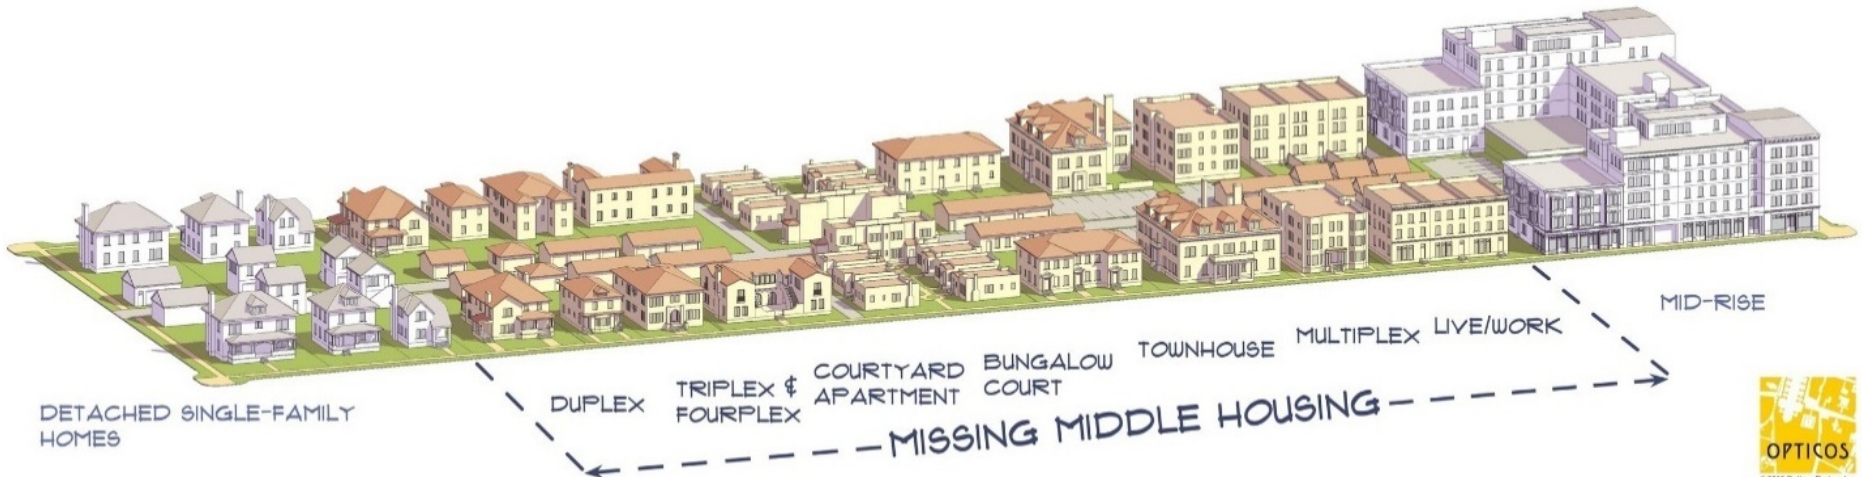 DETACHED SINGLE-FAMILY
HOMES
DUPLEX
TRIPLEX &
FOURPLEX
COURTYARD
APARTMENT
BUNGALOW
COURT
TOWNHOUSE
MULTIPLEX
LIVE/WORK
MID-RISE
MISSING MIDDLE HOUSING
OPTICOS